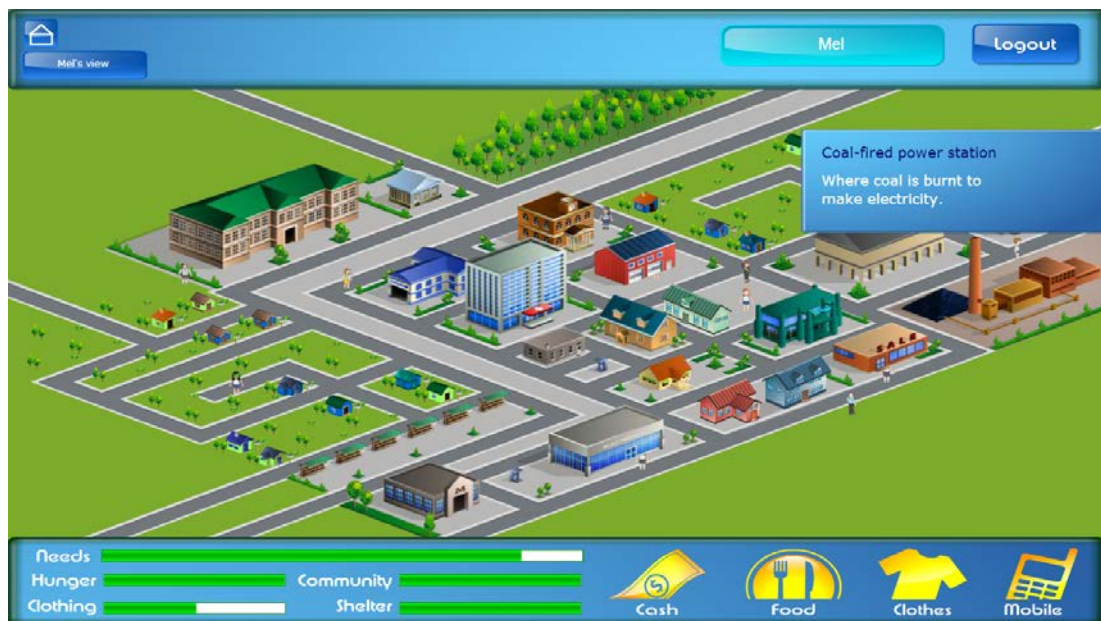 Mel's view
Mel
Logout
Coal-fired power station
Where coal is burnt to
make electricity.
SALE
Needs
Hunger
Community
Clothing
Shelter
Cash
Food
Clothes
Mobile